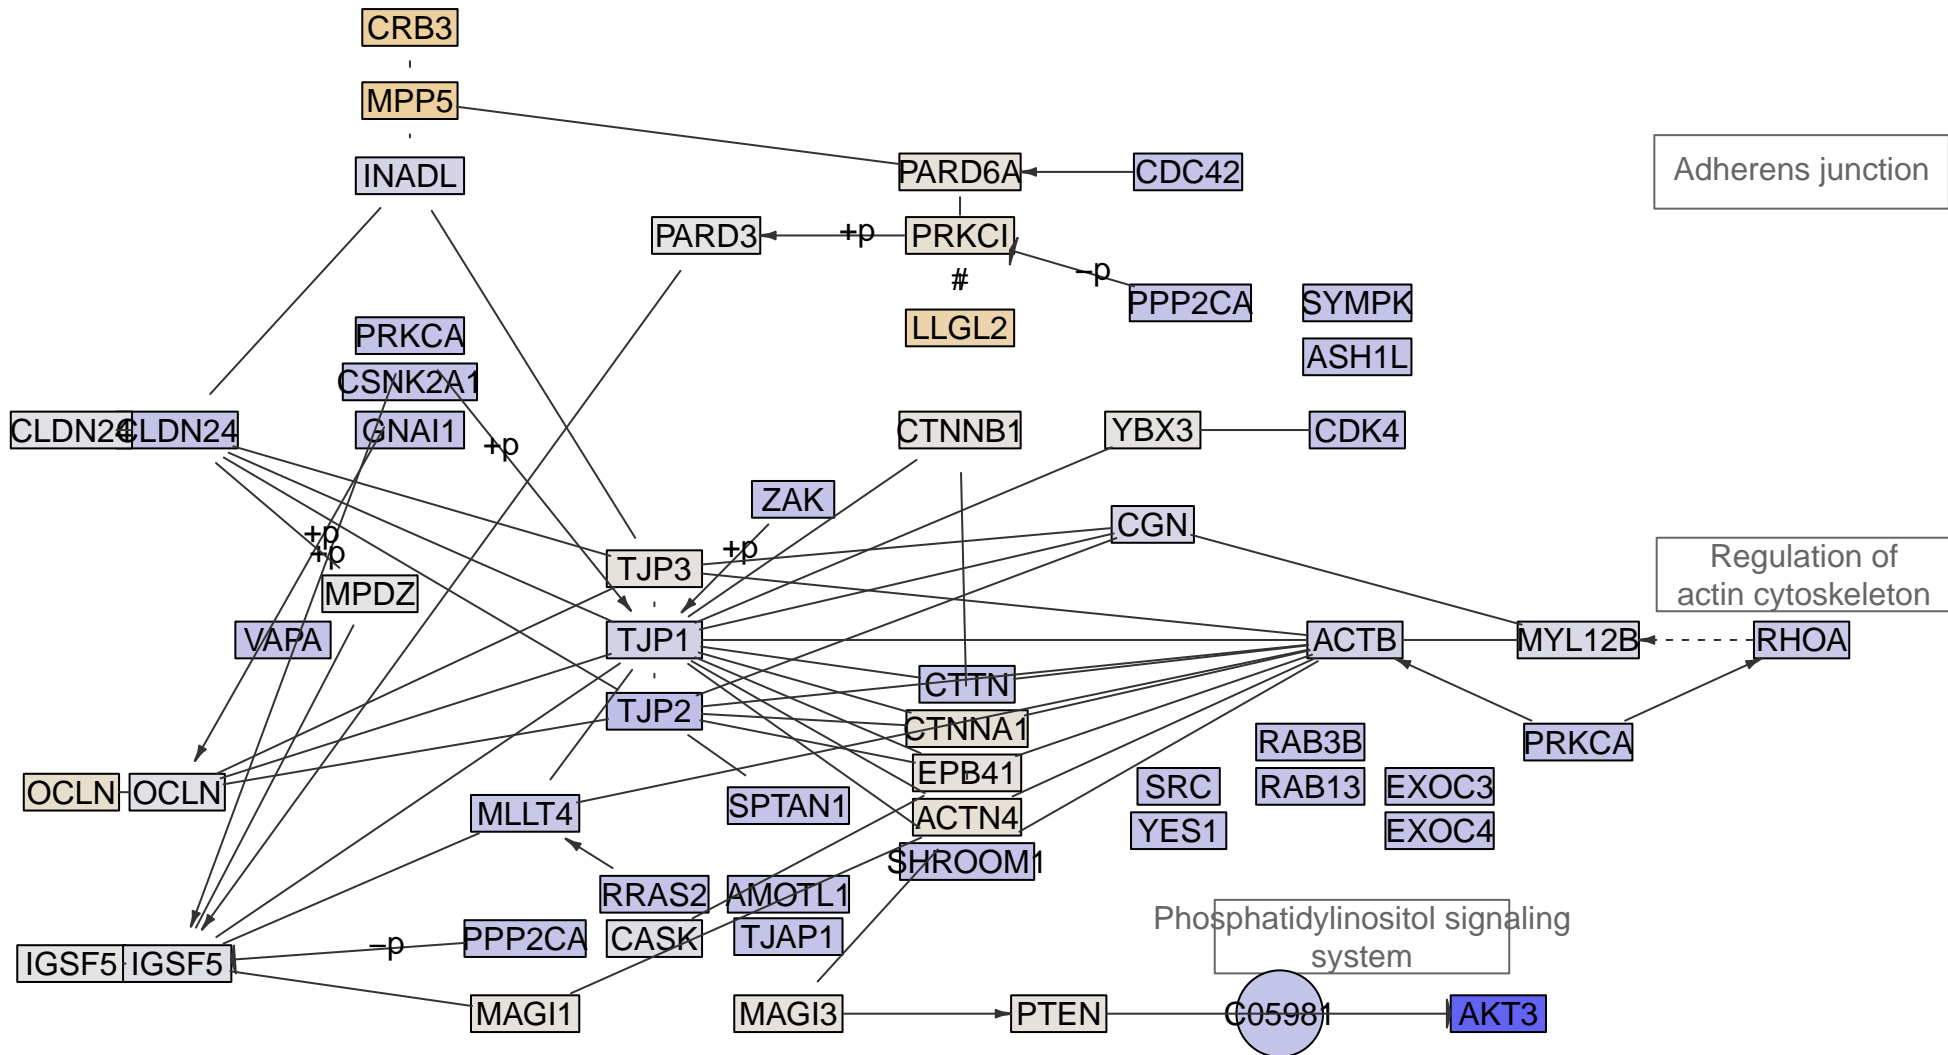 CRB3
MPP5
INADL
PARD6A
CDC42
Adherens junction
PARD3
+p
PRKCI
–p
#
PPP2CA
SYMPK
LLGL2
PRKCA
ASH1L
CSNK2A1
CLDN24
CLDN24
GNAI1
+p
CTNNB1
YBX3
CDK4
ZAK
CGN
+p
+p
+p
TJP3
Regulation of
actin cytoskeleton
MPDZ
VAPA
TJP1
ACTB
MYL12B
RHOA
CTTN
TJP2
CTNNA1
RAB3B
PRKCA
EPB41
OCLN
OCLN
SRC
RAB13
EXOC3
SPTAN1
MLLT4
ACTN4
YES1
EXOC4
SHROOM1
RRAS2
AMOTL1
Phosphatidylinositol signaling
system
PPP2CA
–p
CASK
TJAP1
IGSF5
IGSF5
MAGI1
MAGI3
PTEN
C05981
AKT3